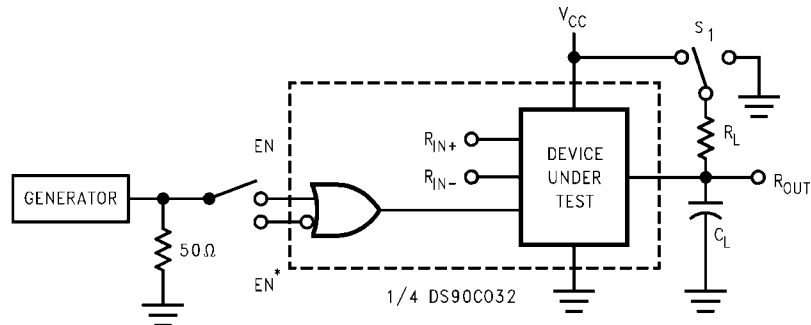 V_CC
S_1
R_IN+
R_IN-
DEVICE
UNDER
TEST
R_L
R_OUT
C_L
EN
GENERATOR
50Ω
EN*
1/4 DS90C032